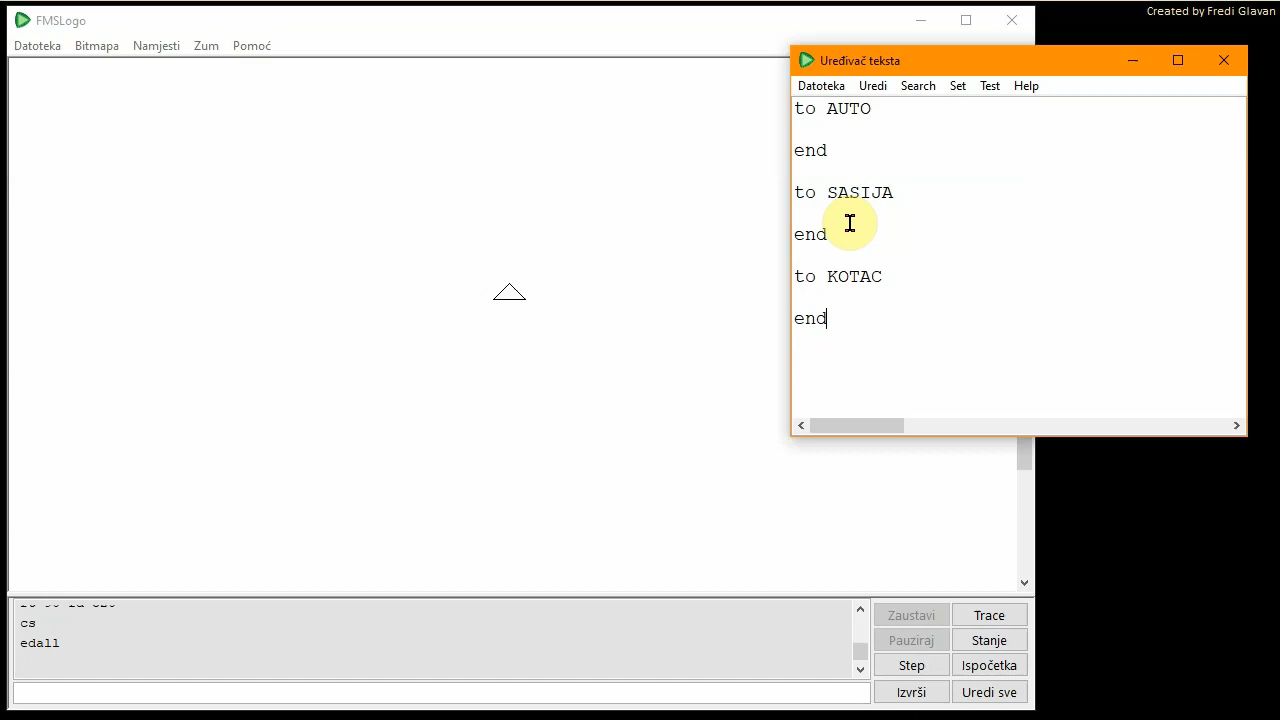 Created by Fredi Glavan
FMSLogo
Datoteka Bitmapa Namjesti Zum Pomoć
Uređivač teksta
Datoteka Uredi Search Set Test Help
to AUTO
end
to SASIJA
end
to KOTAC
end
cs
edall
Zaustavi Trace
Pauziraj Stanje
Step Ispočetka
Izvrši Uredi sve